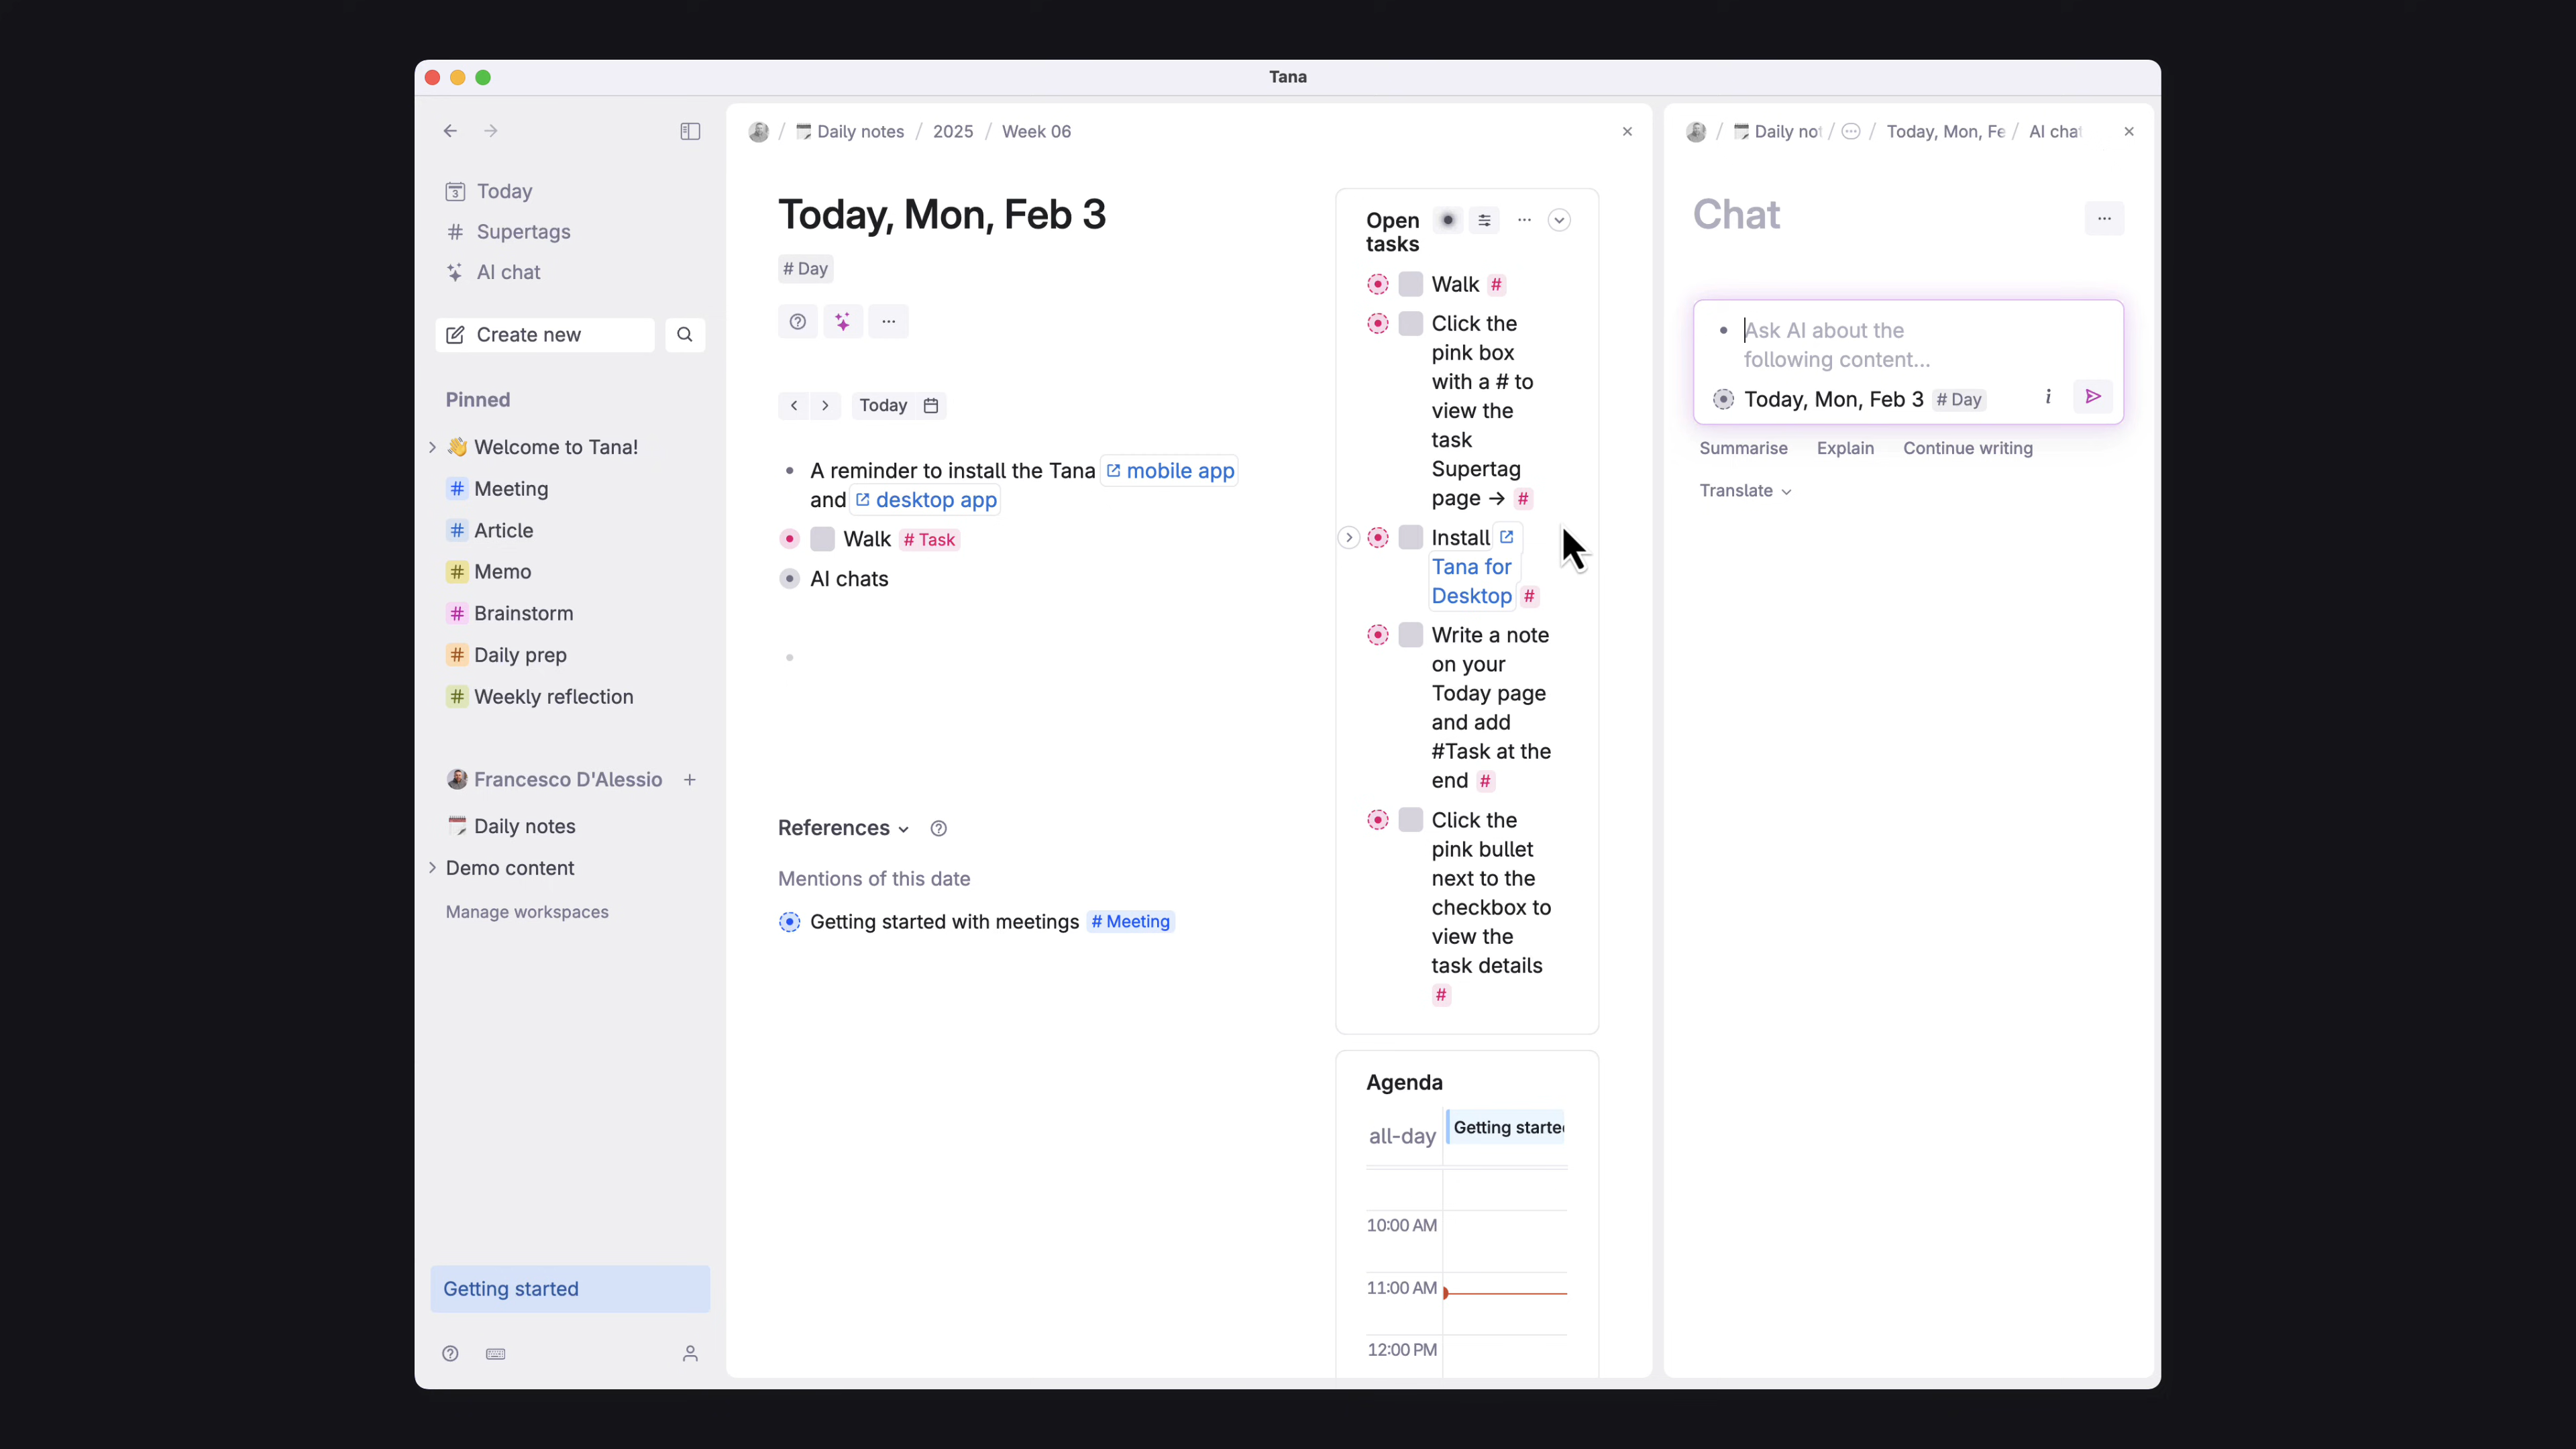 Tana
Today
Supertags
AI chat
Create new
Pinned
👋 Welcome to Tana!
# Meeting
# Article
# Memo
# Brainstorm
# Daily prep
# Weekly reflection
Francesco D'Alessio +
Daily notes
Demo content
Manage workspaces
Getting started
/ Daily notes / 2025 / Week 06
Today, Mon, Feb 3
# Day
Today
A reminder to install the Tana mobile app
and desktop app
Walk # Task
AI chats
References
Mentions of this date
Getting started with meetings # Meeting
Open
tasks
Walk #
Click the
pink box
with a # to
view the
task
Supertag
page → #
Install
Tana for
Desktop #
Write a note
on your
Today page
and add
#Task at the
end #
Click the
pink bullet
next to the
checkbox to
view the
task details
#
Agenda
all-day Getting started
10:00 AM
11:00 AM
12:00 PM
/ Daily not / ... / Today, Mon, Fe / AI chat
Chat
Ask AI about the
following content...
Today, Mon, Feb 3 # Day i
Summarise Explain Continue writing
Translate